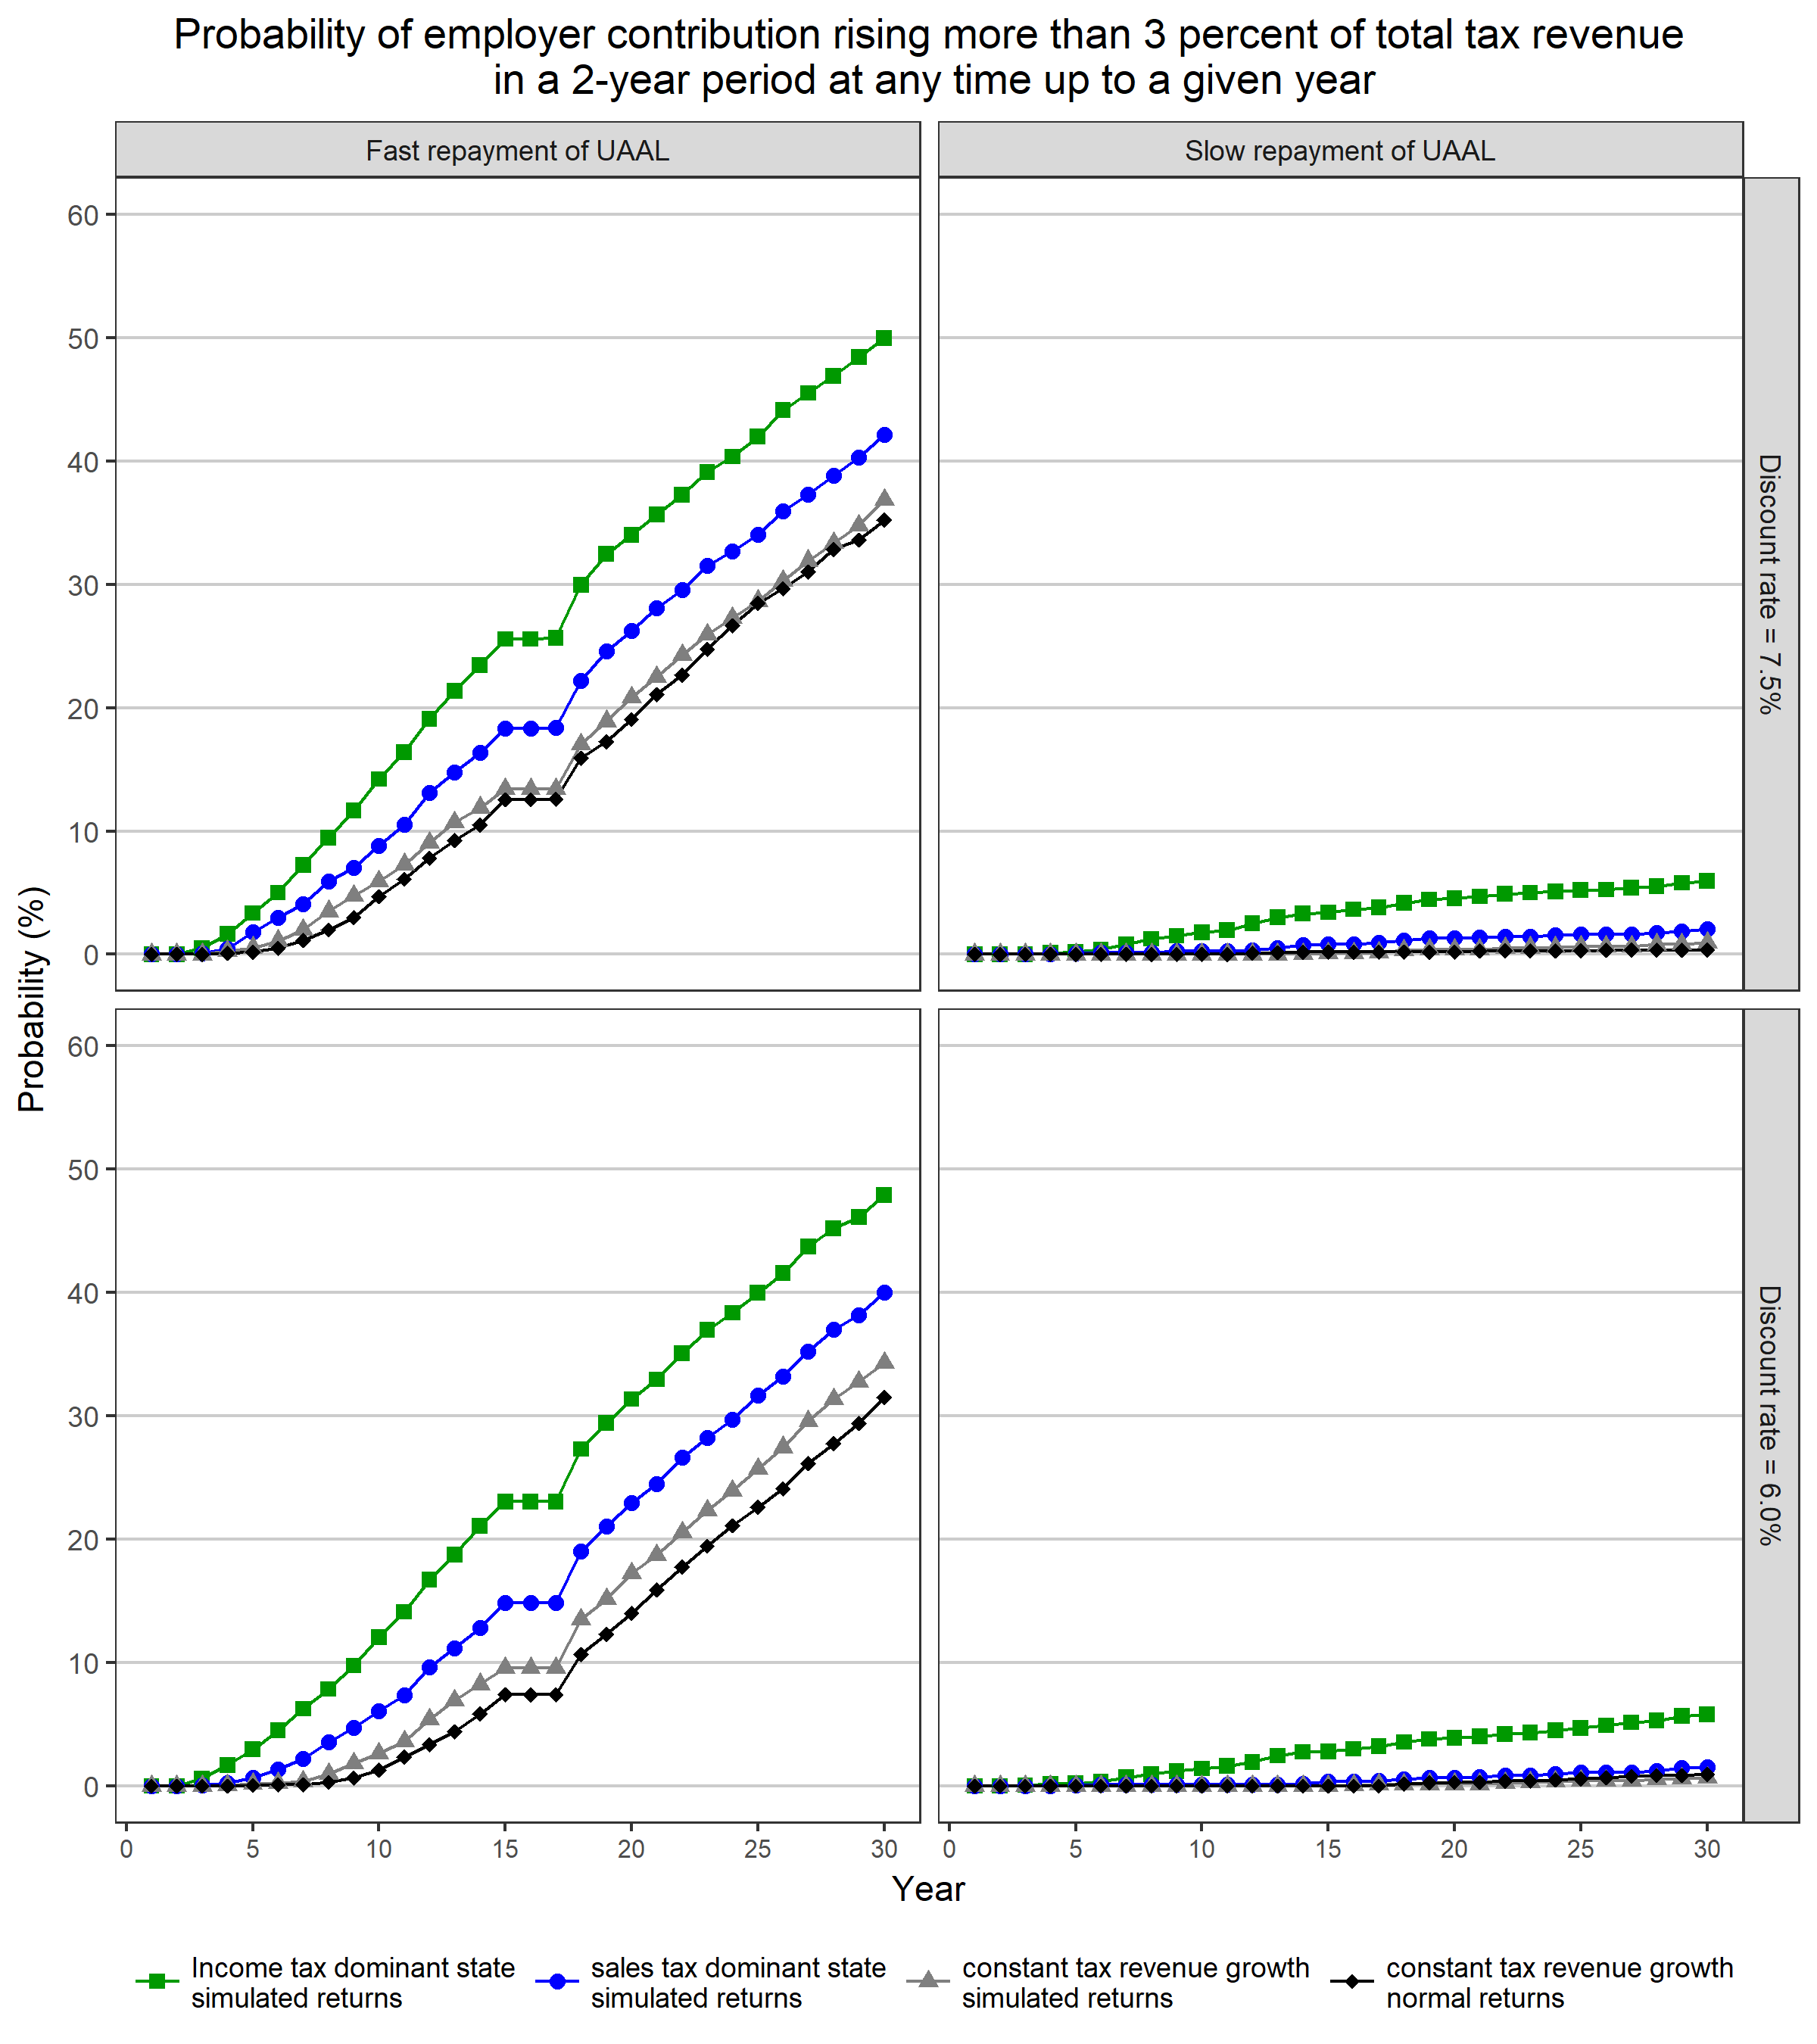 Probability of employer contribution rising more than 3 percent of total tax revenue
in a 2-year period at any time up to a given year
Fast repayment of UAAL
Slow repayment of UAAL
60
50
40
30
20
10
0
Discount rate = 7.5%
Probability (%)
60
50
40
30
20
10
0
Discount rate = 6.0%
0 5 10 15 20 25 30
0 5 10 15 20 25 30
Year
Income tax dominant state
simulated returns
sales tax dominant state
simulated returns
constant tax revenue growth
simulated returns
constant tax revenue growth
normal returns